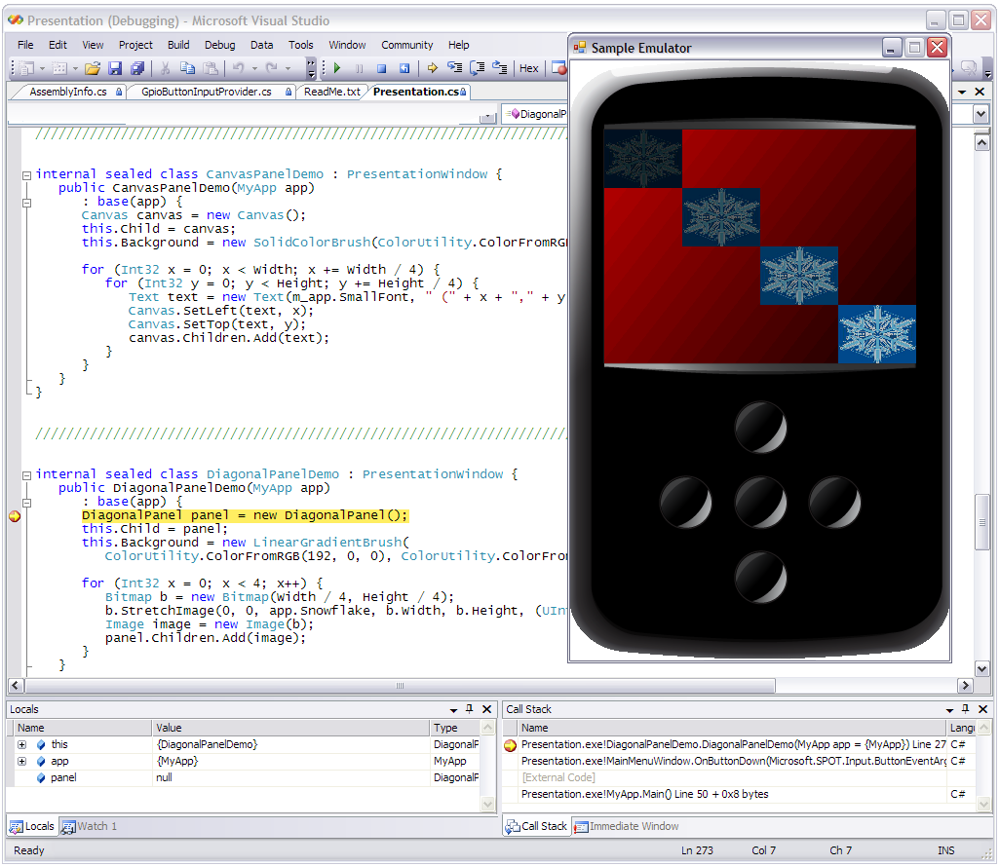 Presentation (Debugging) - Microsoft Visual Studio
File Edit View Project Build Debug Data Tools Window Community Help
Hex
AssemblyInfo.cs GpioButtonInputProvider.cs ReadMe.txt Presentation.cs
DiagonalP
////////////////////////////////////////////////////////////////////
internal sealed class CanvasPanelDemo : PresentationWindow {
public CanvasPanelDemo(MyApp app)
: base(app) {
Canvas canvas = new Canvas();
this.Child = canvas;
this.Background = new SolidColorBrush(ColorUtility.ColorFromRGB
for (Int32 x = 0; x < Width; x += Width / 4) {
for (Int32 y = 0; y < Height; y += Height / 4) {
Text text = new Text(m_app.SmallFont, " (" + x + "," + y
Canvas.SetLeft(text, x);
Canvas.SetTop(text, y);
canvas.Children.Add(text);
}
}
}
}
////////////////////////////////////////////////////////////////////
internal sealed class DiagonalPanelDemo : PresentationWindow {
public DiagonalPanelDemo(MyApp app)
: base(app) {
DiagonalPanel panel = new DiagonalPanel();
this.Child = panel;
this.Background = new LinearGradientBrush(
ColorUtility.ColorFromRGB(192, 0, 0), ColorUtility.ColorFro
for (Int32 x = 0; x < 4; x++) {
Bitmap b = new Bitmap(Width / 4, Height / 4);
b.StretchImage(0, 0, app.Snowflake, b.Width, b.Height, (UIn
Image image = new Image(b);
panel.Children.Add(image);
}
}
Sample Emulator
Locals
Name Value Type
this {DiagonalPanelDemo} DiagonalP
app {MyApp} MyApp
panel null DiagonalP
Locals Watch 1
Call Stack
Name Langu
Presentation.exe!DiagonalPanelDemo.DiagonalPanelDemo(MyApp app = {MyApp}) Line 27 C#
Presentation.exe!MainMenuWindow.OnButtonDown(Microsoft.SPOT.Input.ButtonEventArg C#
[External Code]
Presentation.exe!MyApp.Main() Line 50 + 0x8 bytes C#
Call Stack Immediate Window
Ready Ln 273 Col 7 Ch 7 INS